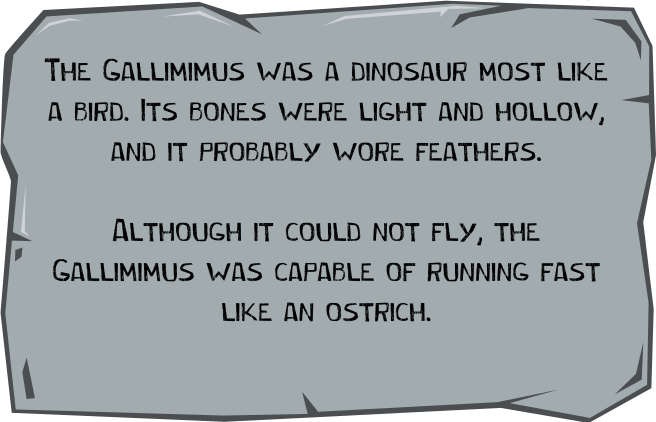 The Gallimimus was a dinosaur most like
a bird. Its bones were light and hollow,
and it probably wore feathers.
Although it could not fly, the
Gallimimus was capable of running fast
like an ostrich.